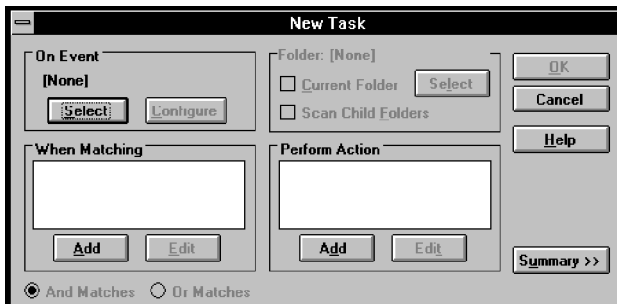 New Task
On Event
[None]
Select
Configure
Folder: [None]
Current Folder
Select
Scan Child Folders
OK
Cancel
Help
When Matching
Add
Edit
Perform Action
Add
Edit
Summary >>
And Matches
Or Matches